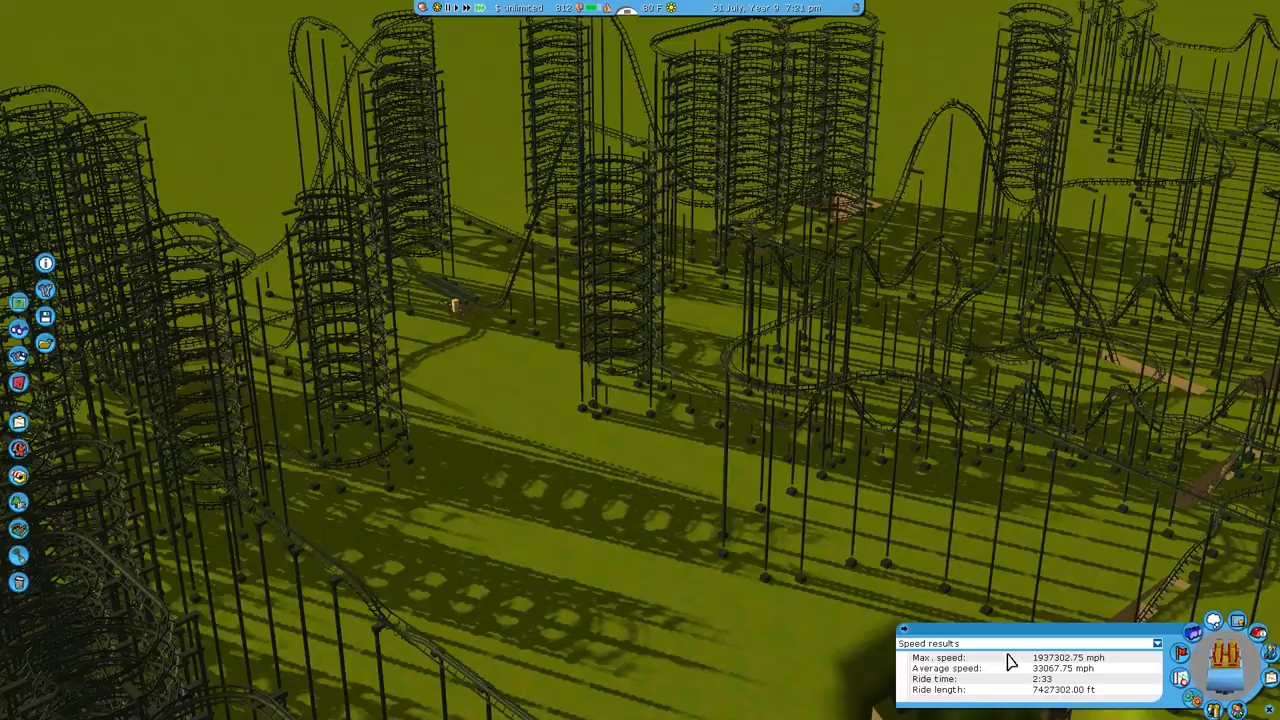 $ unlimited 812 80 F 31 July, Year 9 7:21 pm
Speed results
Max. speed: 1937302.75 mph
Average speed: 33067.75 mph
Ride time: 2:33
Ride length: 7427302.00 ft